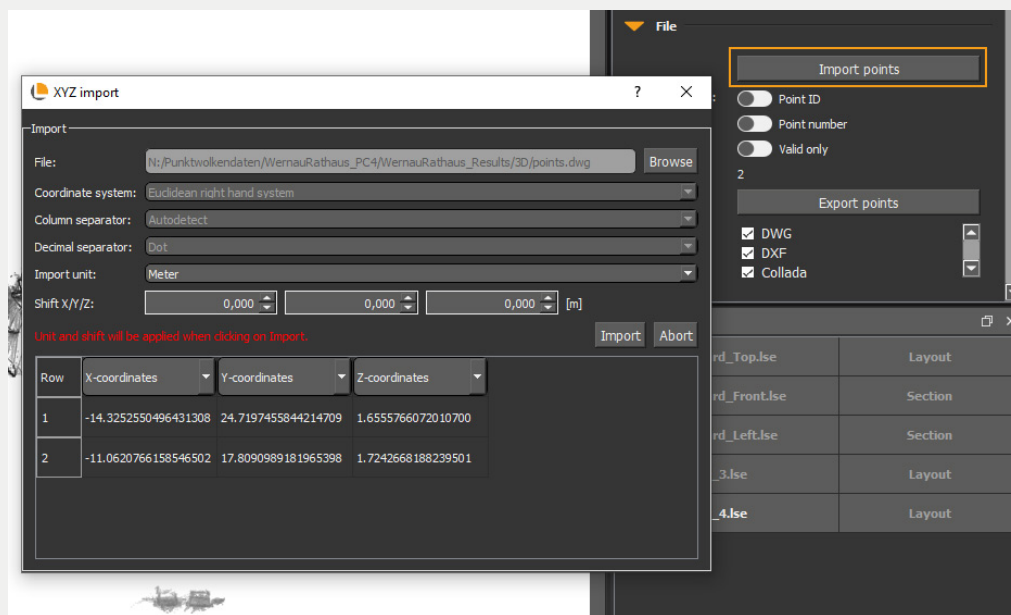 File
Import points
XYZ import
?
Import
Point ID
Point number
File: N:/Punktwolkendaten/WernauRathaus_PC4/WernauRathaus_Results/3D/points.dwg Browse
Valid only
2
Coordinate system: Euclidean right hand system
Export points
Column separator: Autodetect
DWG
Decimal separator: Dot
DXF
Import unit: Meter
Collada
Shift X/Y/Z: 0,000 0,000 0,000 [m]
Unit and shift will be applied when clicking on Import. Import Abort
Row X-coordinates Y-coordinates Z-coordinates
1 -14.3252550496431308 24.7197455844214709 1.6555766072010700
2 -11.0620766158546502 17.8090989181965398 1.7242668188239501
rd_Top.lse Layout
rd_Front.lse Section
rd_Left.lse Section
_3.lse Layout
_4.lse Layout